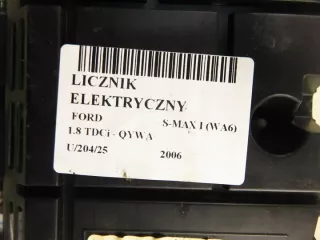 LICZNIK
ELEKTRYCZNY
FORD S-MAX I (WA6)
1.8 TDCi - QYWA
U/204/25 2006